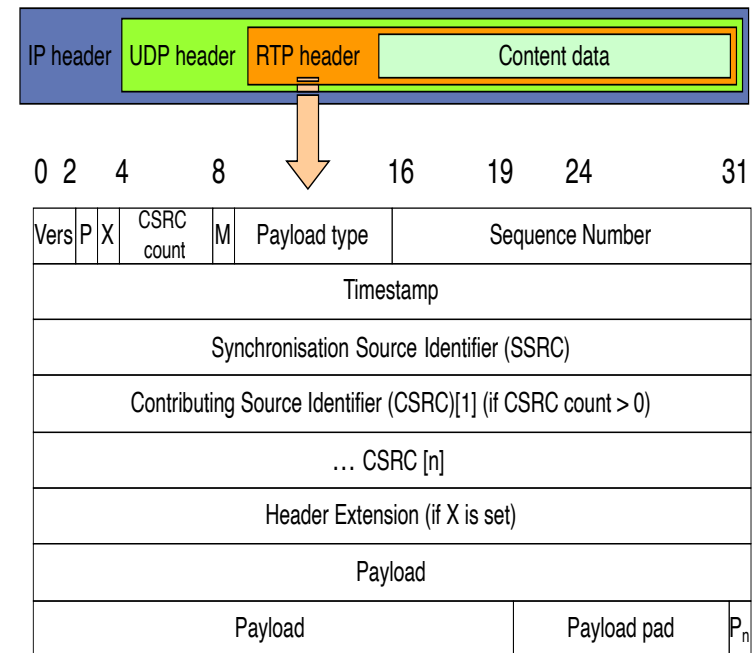 IP header UDP header RTP header Content data
0 2 4 8 16 19 24 31
Vers P X CSRC count M Payload type Sequence Number
Timestamp
Synchronisation Source Identifier (SSRC)
Contributing Source Identifier (CSRC)[1] (if CSRC count > 0)
… CSRC [n]
Header Extension (if X is set)
Payload
Payload Payload pad Pn